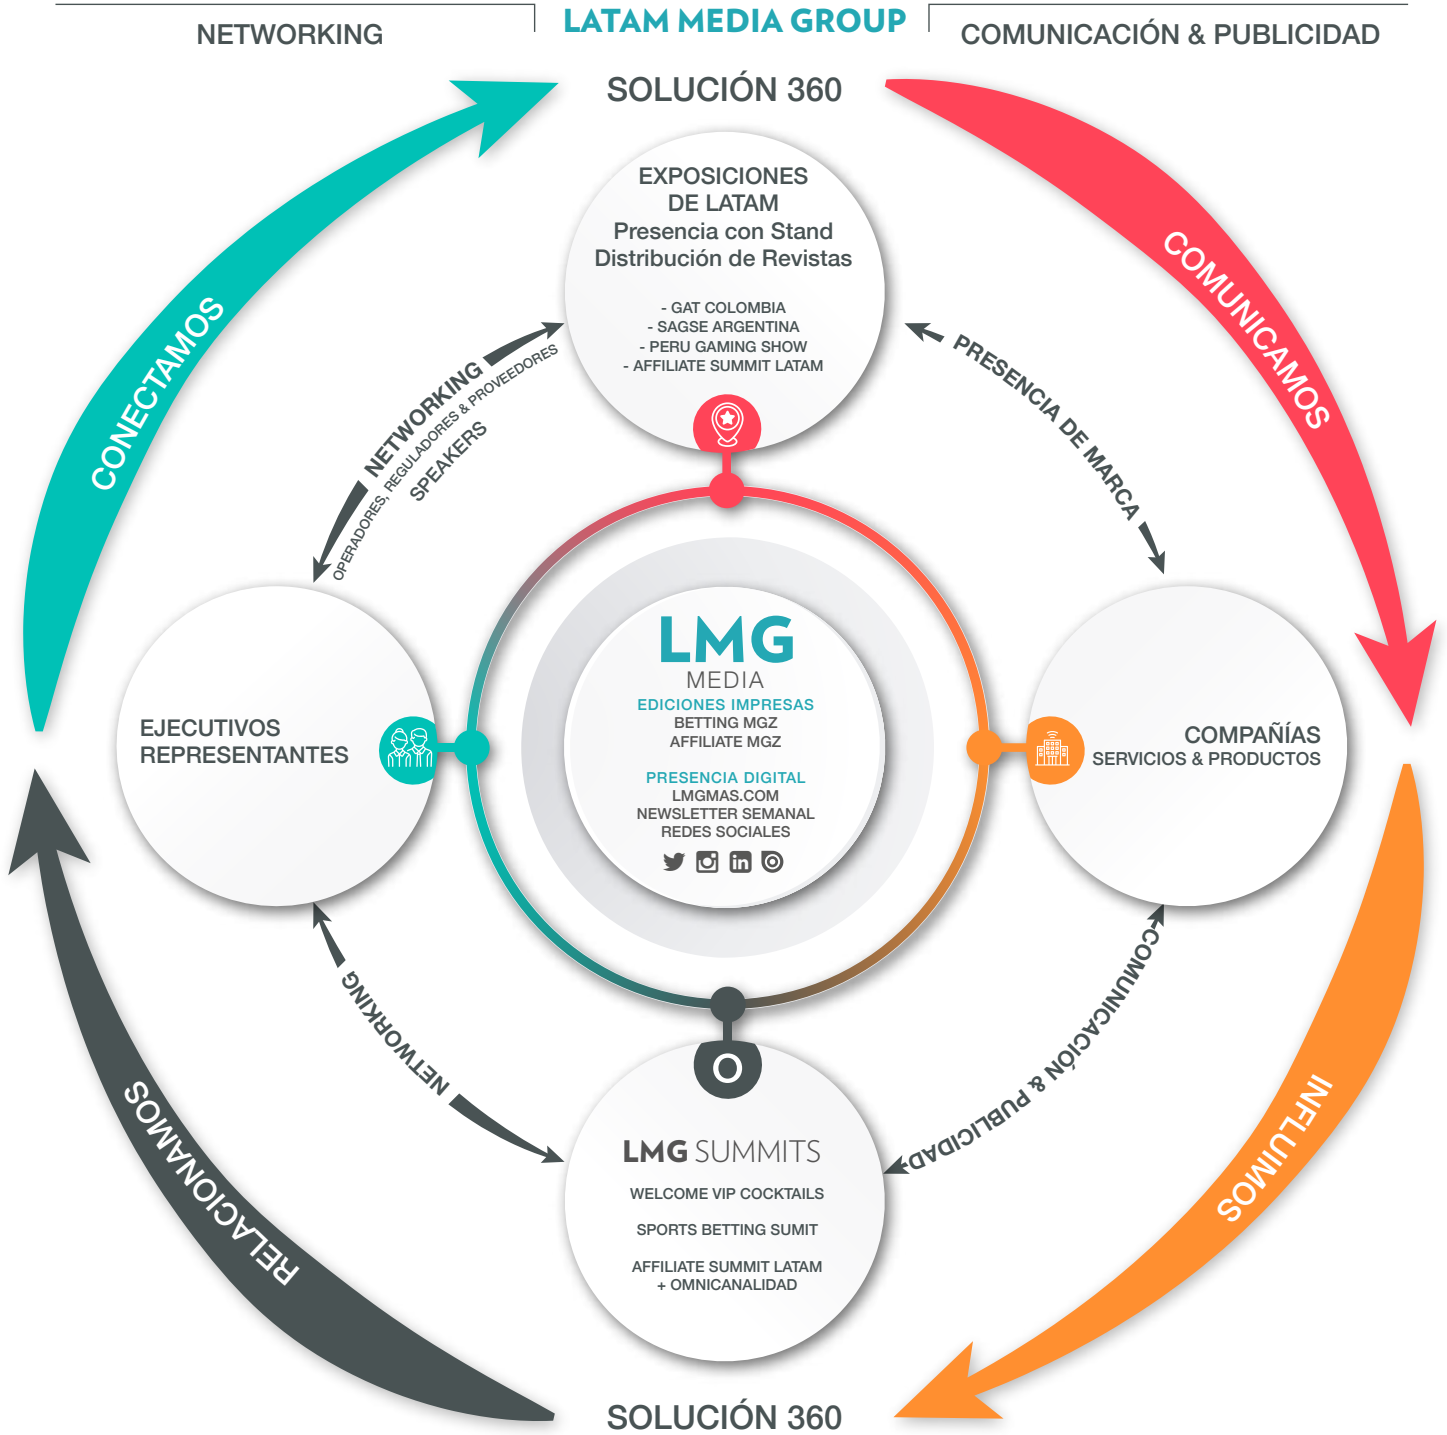 NETWORKING
LATAM MEDIA GROUP
COMUNICACIÓN & PUBLICIDAD
SOLUCIÓN 360
CONECTAMOS
COMUNICAMOS
EXPOSICIONES
DE LATAM
Presencia con Stand
Distribución de Revistas
- GAT COLOMBIA
- SAGSE ARGENTINA
- PERU GAMING SHOW
- AFFILIATE SUMMIT LATAM
NETWORKING
OPERADORES, REGULADORES & PROVEEDORES
SPEAKERS
PRESENCIA DE MARCA
EJECUTIVOS
REPRESENTANTES
LMG
MEDIA
EDICIONES IMPRESAS
BETTING MGZ
AFFILIATE MGZ
PRESENCIA DIGITAL
LMGMAS.COM
NEWSLETTER SEMANAL
REDES SOCIALES
in
COMPAÑÍAS
SERVICIOS & PRODUCTOS
NETWORKING
-COMUNICACIÓN & PUBLICIDAD-
O
LMG SUMMITS
WELCOME VIP COCKTAILS
SPORTS BETTING SUMIT
AFFILIATE SUMMIT LATAM
+ OMNICANALIDAD
RELACIONAMOS
INFLUIMOS
SOLUCIÓN 360